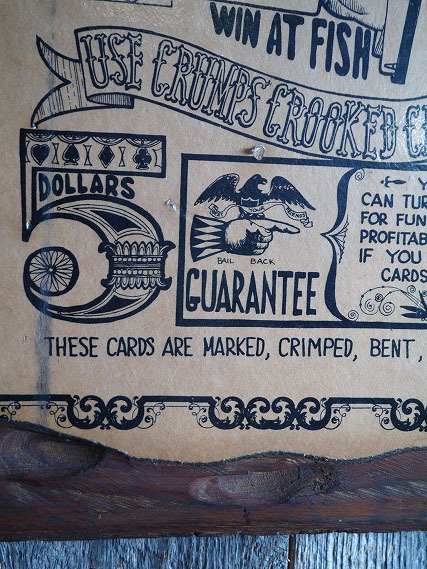 WIN AT FISH
USE CRUMPS CROOKED
5
DOLLARS
BAIL BACK
GUARANTEE
CAN TUR
FOR FUN
PROFITAB
IF YOU
CARDS
THESE CARDS ARE MARKED, CRIMPED, BENT,